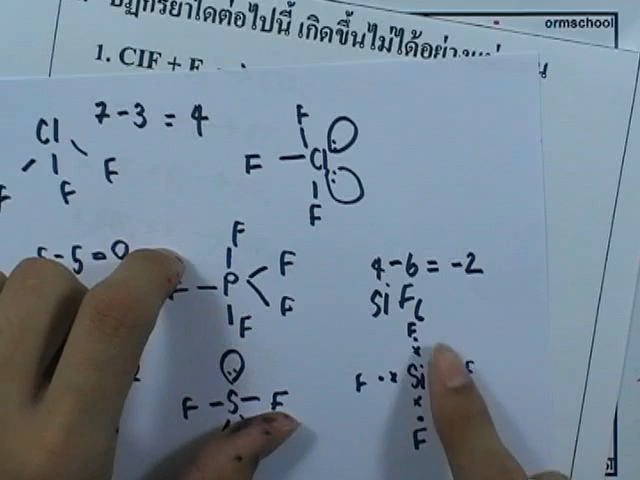 ormschool
ปฏิกริยาใดต่อไปนี้ เกิดขึ้นไม่ได้อย่าง
1. ClF + F
Cl 7-3=4
F F
F – Cl
F
F F
5-5=0
F
P F
F
F
4-6=-2
SiF6
F
F Si
F
F – S – F